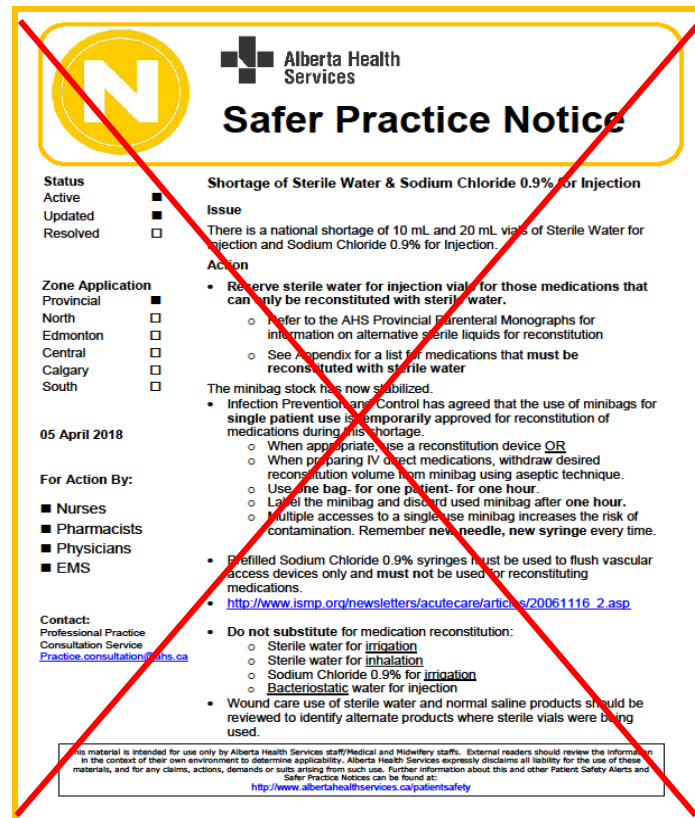 N
Alberta Health
Services
Safer Practice Notice
Status
Active ■
Updated ■
Resolved □
Zone Application
Provincial ■
North □
Edmonton □
Central □
Calgary □
South □
05 April 2018
For Action By:
■ Nurses
■ Pharmacists
■ Physicians
■ EMS
Contact:
Professional Practice
Consultation Service
Practice.consultation@ahs.ca
Shortage of Sterile Water & Sodium Chloride 0.9% for Injection
Issue
There is a national shortage of 10 mL and 20 mL vials of Sterile Water for
Injection and Sodium Chloride 0.9% for Injection.
Action
• Reserve sterile water for injection vials for those medications that
can only be reconstituted with sterile water.
o Refer to the AHS Provincial Parenteral Monographs for
information on alternative sterile liquids for reconstitution
o See Appendix for a list for medications that must be
reconstituted with sterile water
The minibag stock has now stabilized.
• Infection Prevention and Control has agreed that the use of minibags for
single patient use is temporarily approved for reconstitution of
medications during this shortage.
o When appropriate, use a reconstitution device OR
o When preparing IV direct medications, withdraw desired
reconstitution volume from minibag using aseptic technique.
o Use one bag- for one patient- for one hour.
o Label the minibag and discard used minibag after one hour.
o Multiple accesses to a single use minibag increases the risk of
contamination. Remember new needle, new syringe every time.
• Prefilled Sodium Chloride 0.9% syringes must be used to flush vascular
access devices only and must not be used for reconstituting
medications.
• http://www.ismp.org/newsletters/acutecare/articles/20061116_2.asp
• Do not substitute for medication reconstitution:
o Sterile water for irrigation
o Sterile water for inhalation
o Sodium Chloride 0.9% for irrigation
o Bacteriostatic water for injection
• Wound care use of sterile water and normal saline products should be
reviewed to identify alternate products where sterile vials were being
used.
This material is intended for use only by Alberta Health Services staff/Medical and Midwifery staffs. External readers should review the information
in the context of their own environment to determine applicability. Alberta Health Services expressly disclaims all liability for the use of these
materials, and for any claims, actions, demands or suits arising from such use. Further information about this and other Patient Safety Alerts and
Safer Practice Notices can be found at:
http://www.albertahealthservices.ca/patientsafety